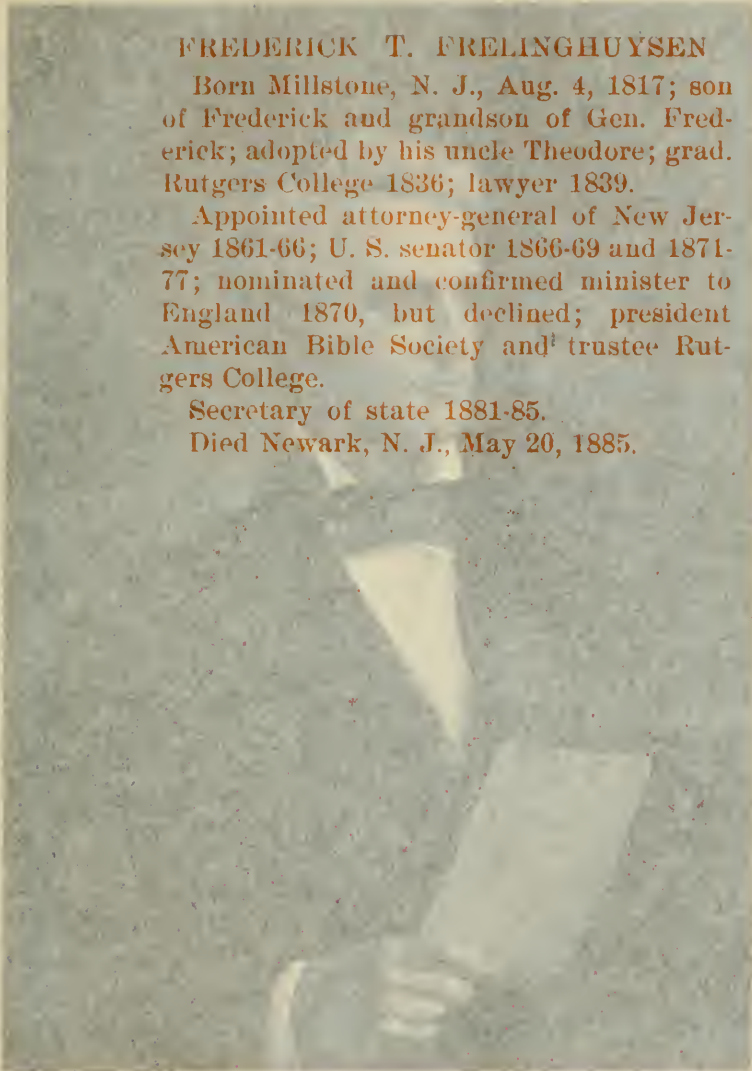 FREDERICK T. FRELINGHUYSEN
Born Millstone, N. J., Aug. 4, 1817; son
of Frederick and grandson of Gen. Fred-
erick; adopted by his uncle Theodore; grad.
Rutgers College 1836; lawyer 1839.
Appointed attorney-general of New Jer-
sey 1861-66; U. S. senator 1866-69 and 1871-
77; nominated and confirmed minister to
England 1870, but declined; president
American Bible Society and trustee Rut-
gers College.
Secretary of state 1881-85.
Died Newark, N. J., May 20, 1885.